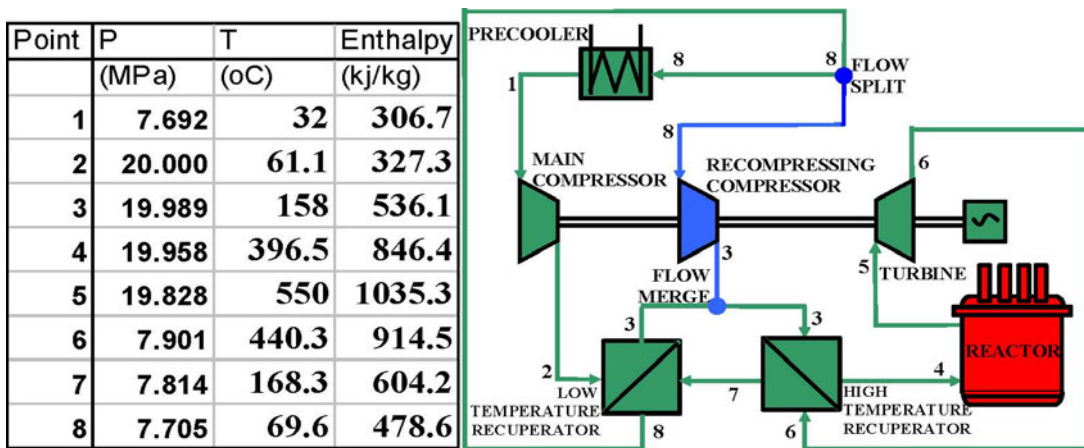 Point P T Enthalpy
(MPa) (oC) (kj/kg)
1 7.692 32 306.7
2 20.000 61.1 327.3
3 19.989 158 536.1
4 19.958 396.5 846.4
5 19.828 550 1035.3
6 7.901 440.3 914.5
7 7.814 168.3 604.2
8 7.705 69.6 478.6
PRECOOLER
8
FLOW
SPLIT
1
8
8
6
MAIN
COMPRESSOR
RECOMPRESSING
COMPRESSOR
3
5
TURBINE
FLOW
MERGE
3
3
REACTOR
2
7
4
LOW
TEMPERATURE
RECUPERATOR
8
HIGH
TEMPERATURE
RECUPERATOR
6